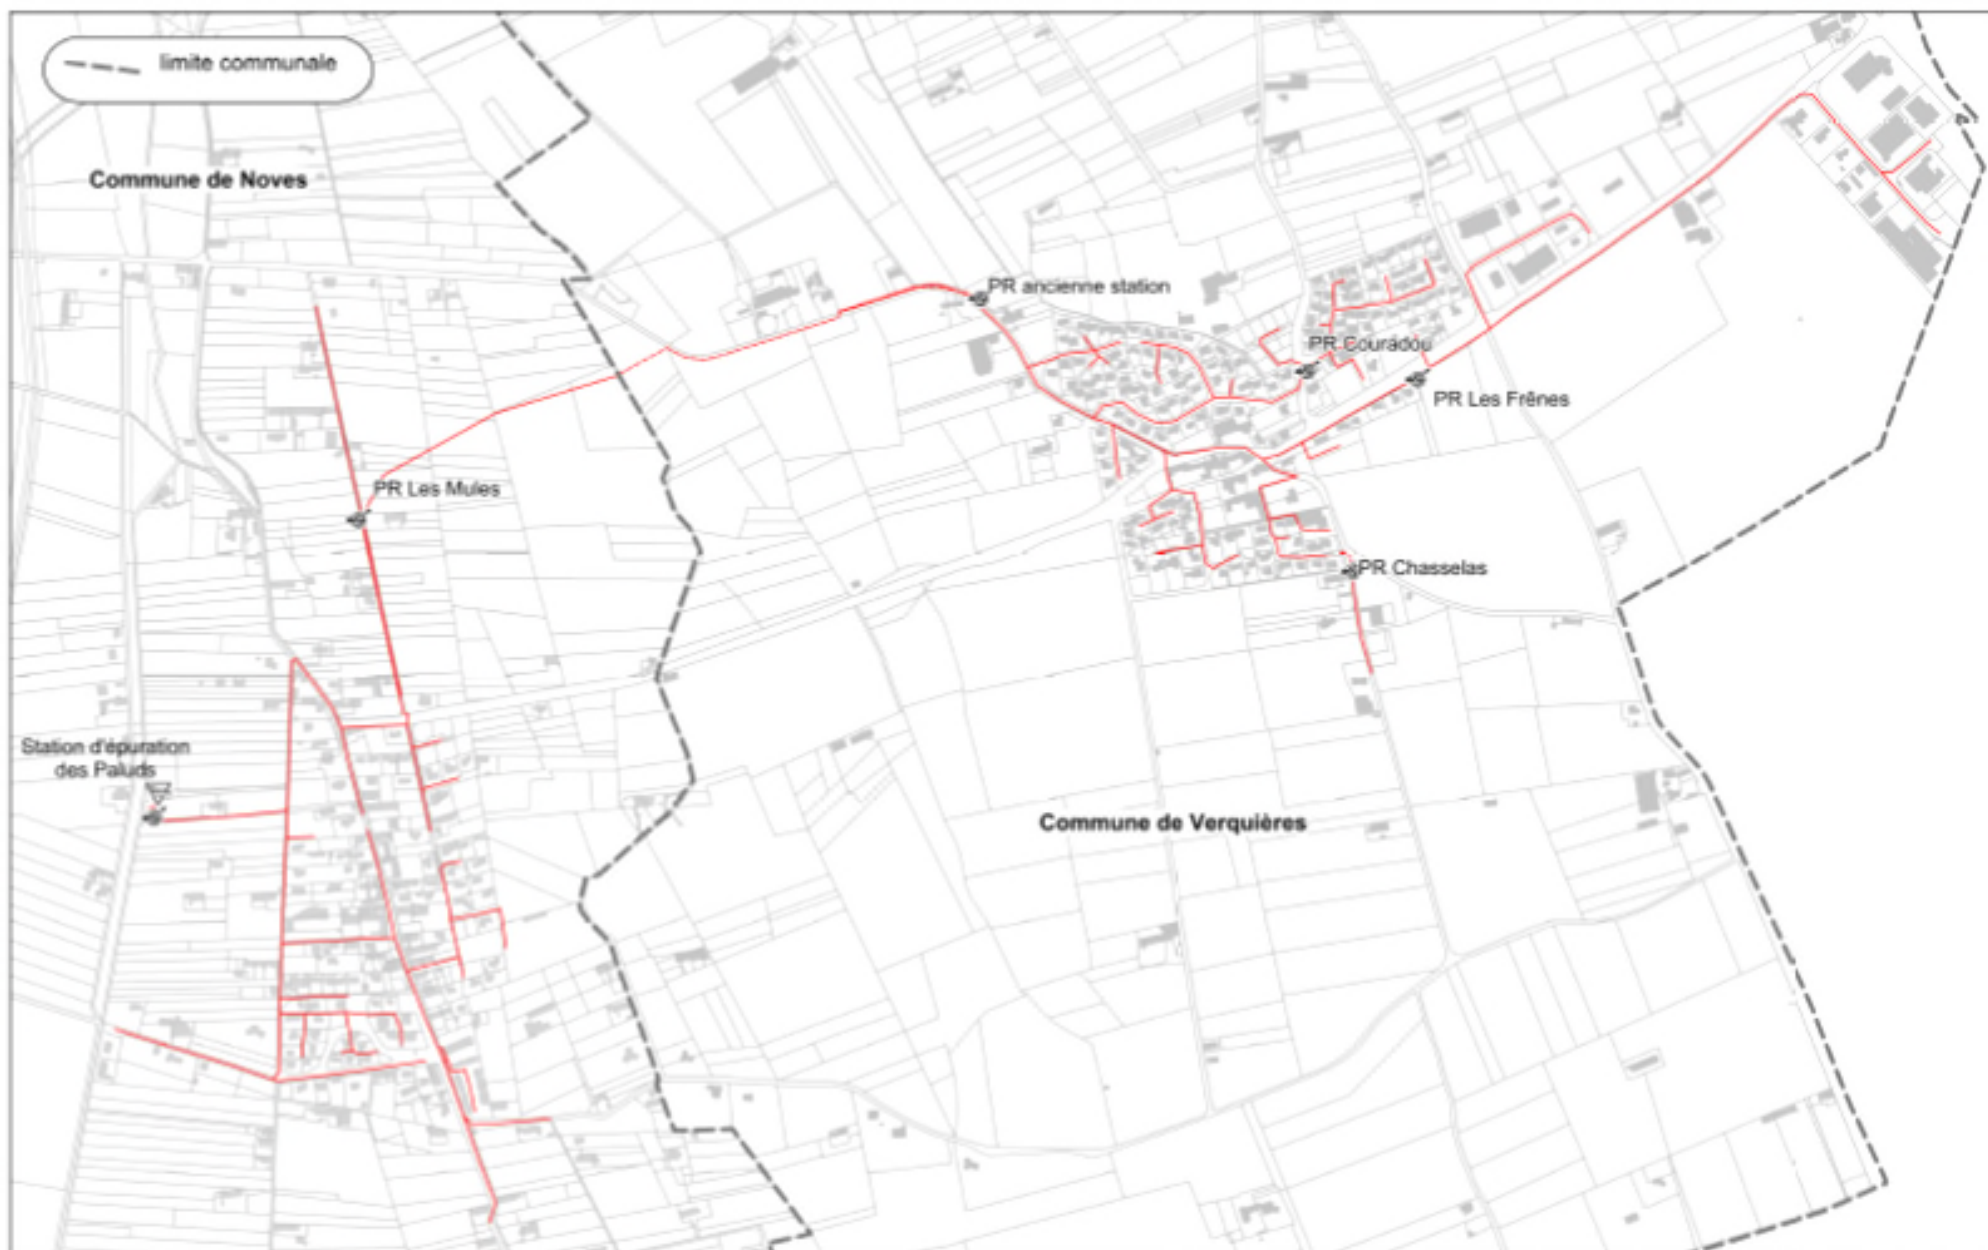 limite communale
Commune de Noves
PR ancienne station
PR Couradou
PR Les Frênes
PR Les Mules
PR Chasselas
Station d'épuration
des Paluds
Commune de Verquières